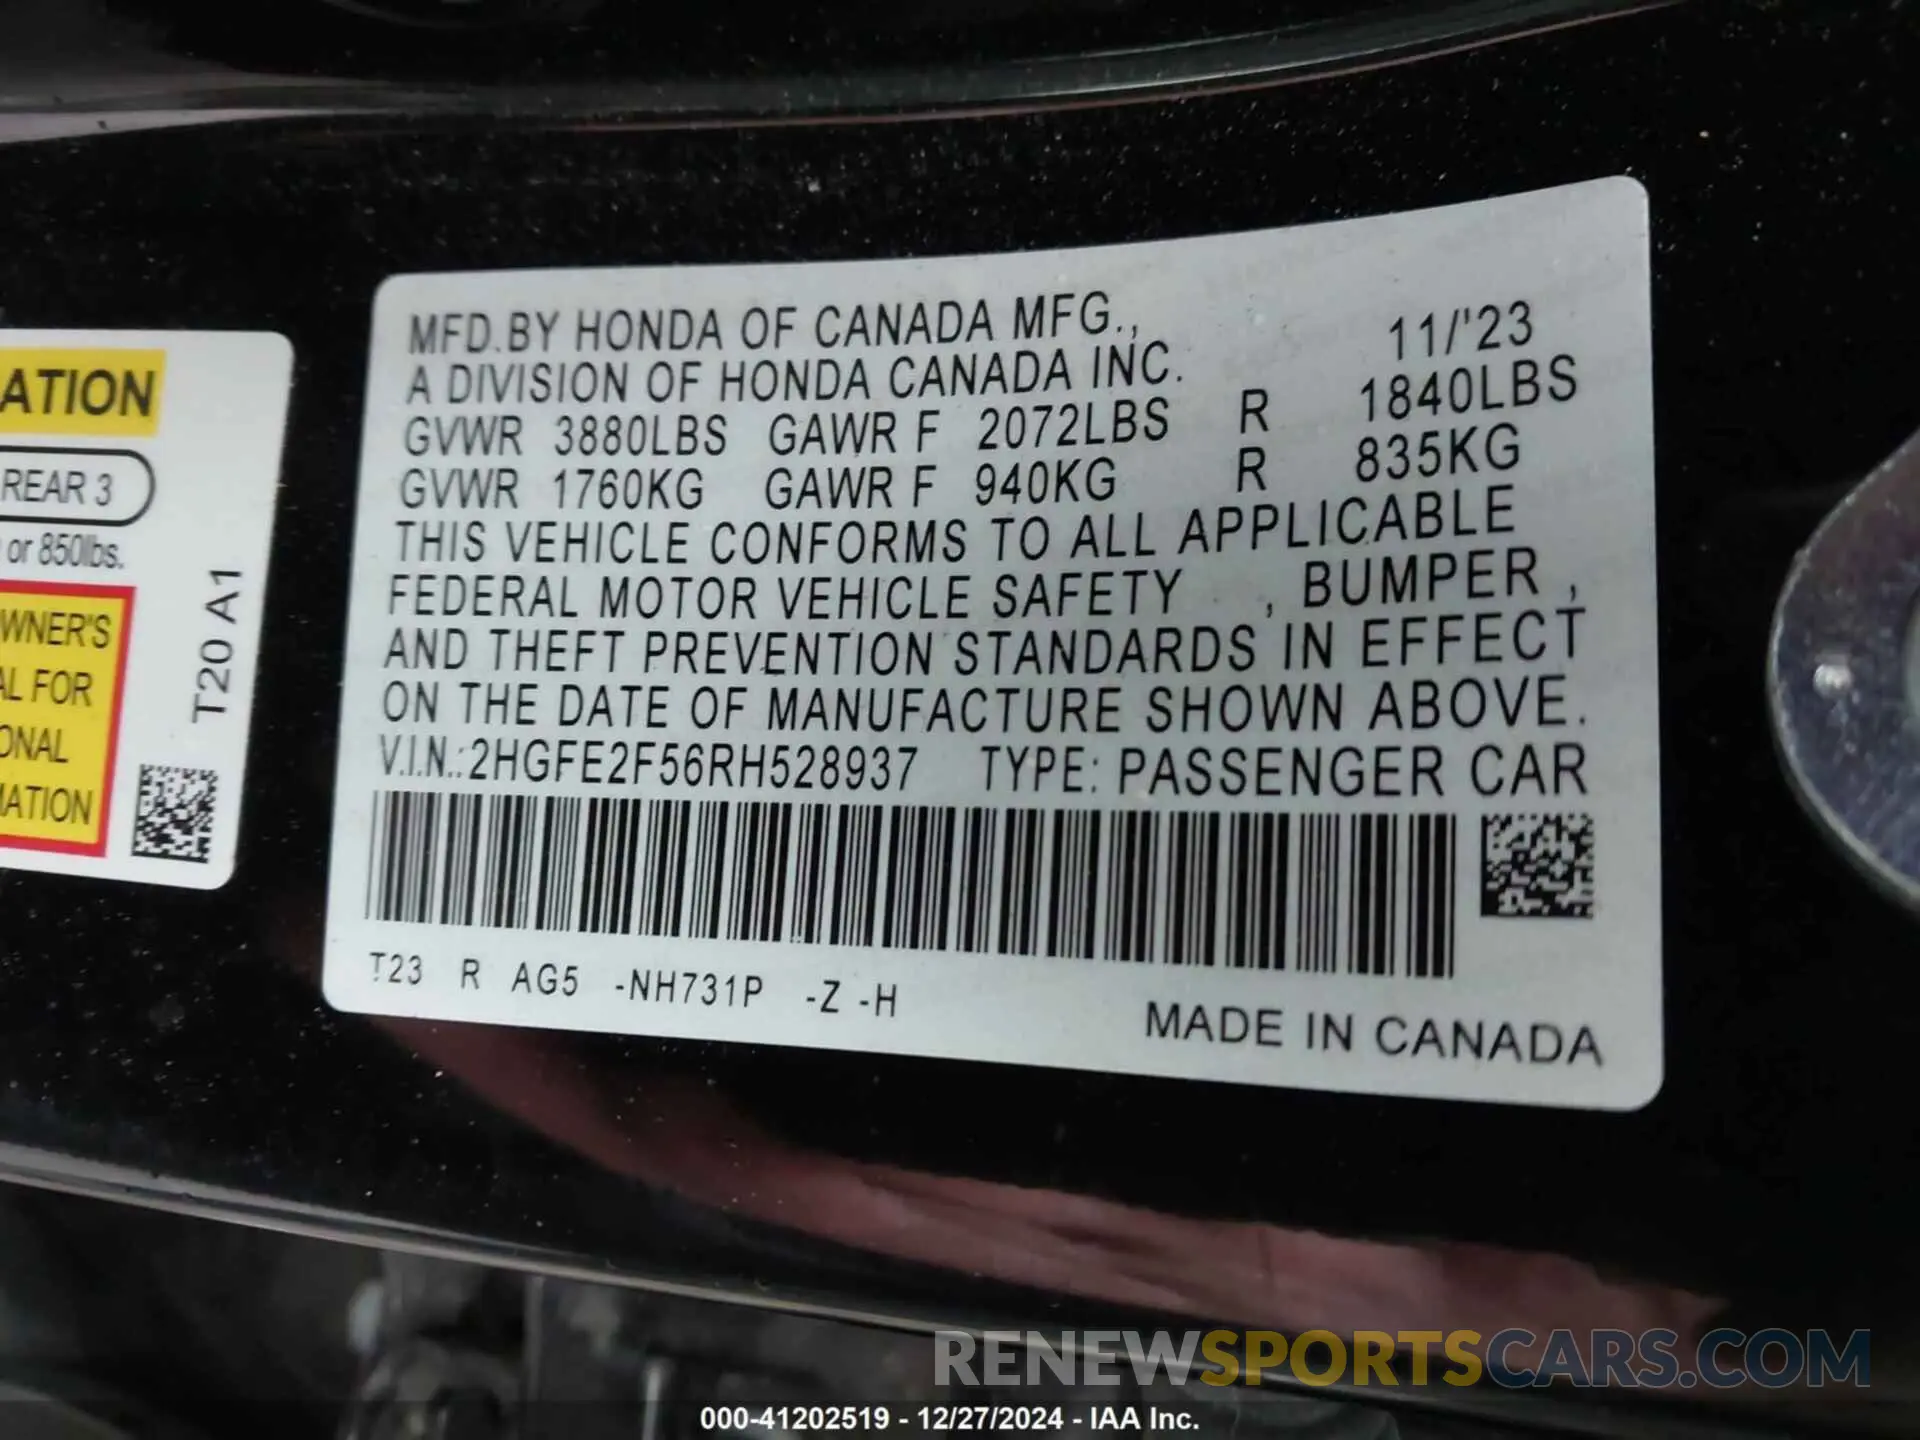 ATION
REAR 3
or 850lbs.
WNER'S
AL FOR
ONAL
MATION
T20 A1
MFD.BY HONDA OF CANADA MFG., 11/'23
A DIVISION OF HONDA CANADA INC.
GVWR 3880LBS GAWR F 2072LBS R 1840LBS
GVWR 1760KG GAWR F 940KG R 835KG
THIS VEHICLE CONFORMS TO ALL APPLICABLE
FEDERAL MOTOR VEHICLE SAFETY , BUMPER ,
AND THEFT PREVENTION STANDARDS IN EFFECT
ON THE DATE OF MANUFACTURE SHOWN ABOVE.
V.I.N.:2HGFE2F56RH528937 TYPE: PASSENGER CAR
T23 R AG5 -NH731P -Z -H
MADE IN CANADA
RENEWSPORTSCARS.COM
000-41202519 - 12/27/2024 - IAA Inc.